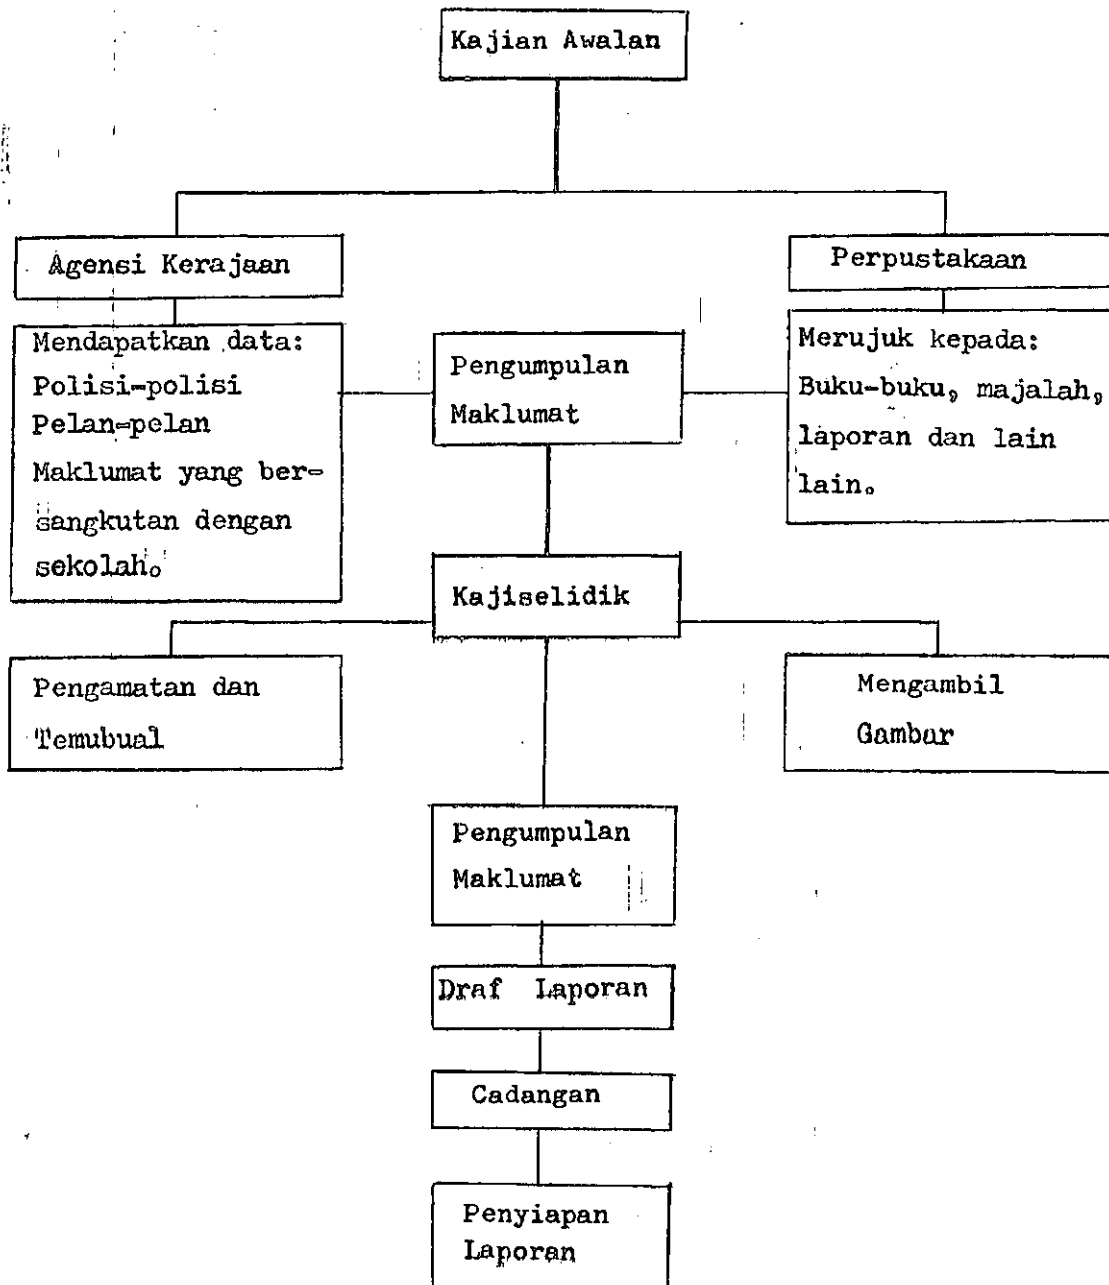 Kajian Awalan
Agensi Kerajaan
Perpustakaan
Mendapatkan data:
Polisi-polisi
Pelan-pelan
Maklumat yang ber-
sangkutan dengan
sekolah.
Pengumpulan
Maklumat
Merujuk kepada:
Buku-buku, majalah,
laporan dan lain
lain.
Kajiselidik
Pengamatan dan
Temubual
Mengambil
Gambar
Pengumpulan
Maklumat
Draf Laporan
Cadangan
Penyiapan
Laporan